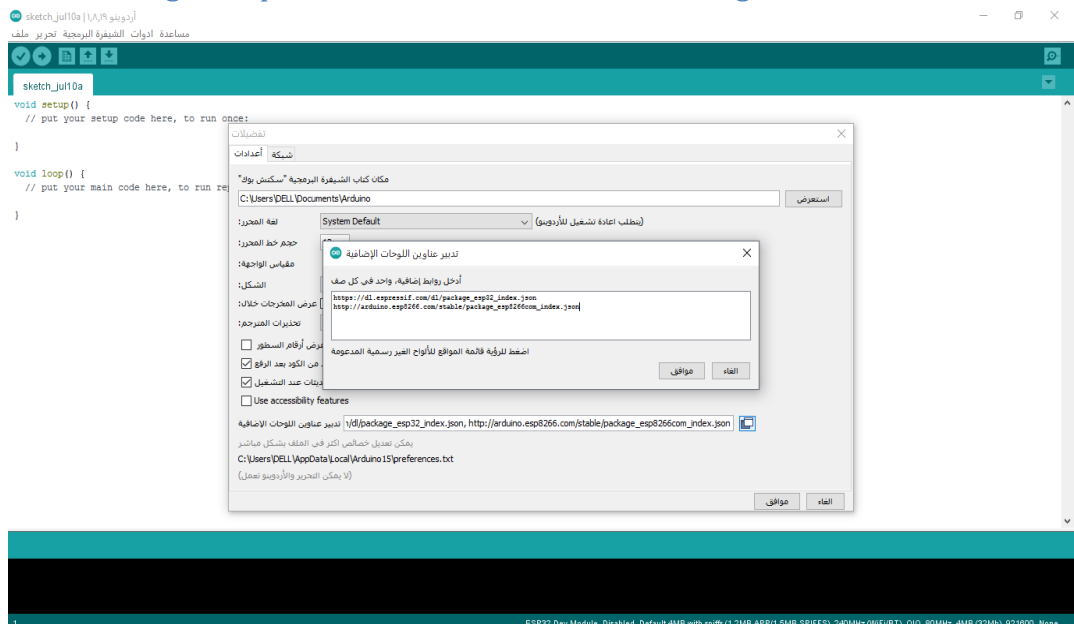 sketch_jul10a | أردوينو ١,٨,١٩
ملف تحرير الشيفرة البرمجية ادوات مساعدة
sketch_jul10a
void setup() {
// put your setup code here, to run once:
}
void loop() {
// put your main code here, to run
}
تفضيلات
أعدادات شبكة
مكان كتاب الشيفرة البرمجية "سكتش بوك"
C:\Users\DELL\Documents\Arduino
استعرض
لغة المحرر:
System Default
(يتطلب اعادة تشغيل للأردوينو)
حجم خط المحرر:
مقياس الواجهة:
الشكل:
عرض المخرجات خلال:
تحذيرات المترجم:
أرقام السطور
من الكود بعد الرفع
عند التشغيل
Use accessibility features
تدبير عناوين اللوحات الإضافية
/dl/package_esp32_index.json, http://arduino.esp8266.com/stable/package_esp8266com_index.json
يمكن تعديل خصائص اكثر في الملف بشكل مباشر
C:\Users\DELL\AppData\Local\Arduino15\preferences.txt
(لا يمكن التحرير والأردوينو تعمل)
موافق
الغاء
تدبير عناوين اللوحات الإضافية
أدخل روابط إضافية، واحد في كل صف
https://dl.espressif.com/dl/package_esp32_index.json
http://arduino.esp8266.com/stable/package_esp8266com_index.json
اضغط للرؤية قائمة المواقع للألواح الغير رسمية المدعومة
موافق
الغاء
1
ESP32 Dev Module, Disabled, Default 4MB with spiffs (1.2MB APP/1.5MB SPIFFS), 240MHz (WiFi/BT), QIO, 80MHz, 4MB (32Mb), 921600, None